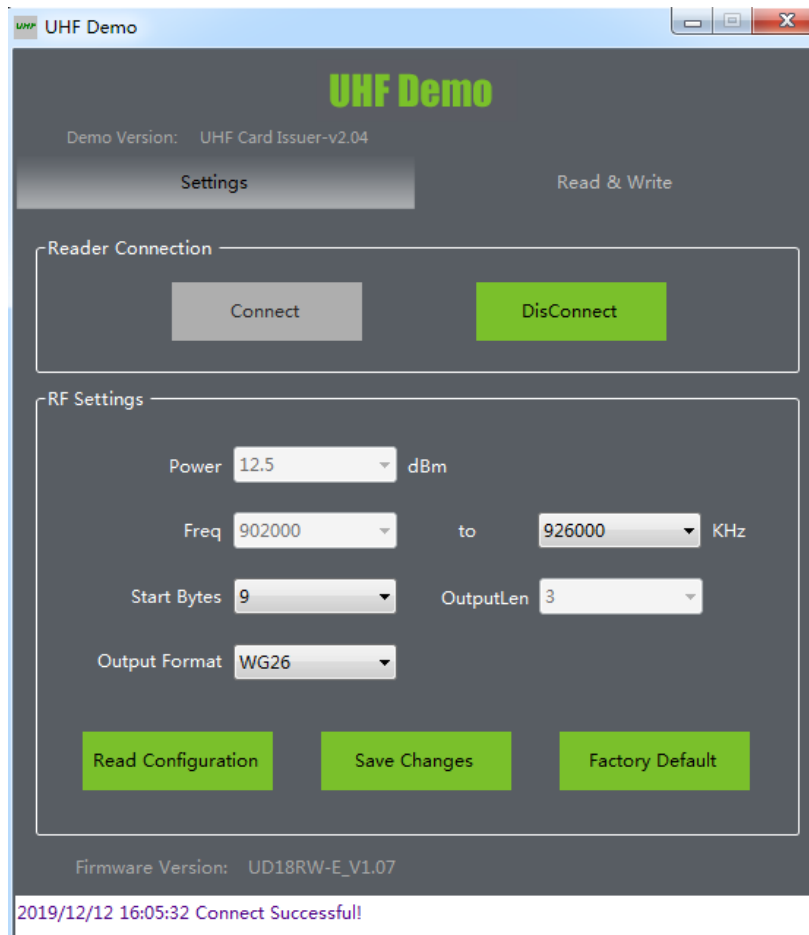 UHF UHF Demo
UHF Demo
Demo Version: UHF Card Issuer-v2.04
Settings Read & Write
Reader Connection
Connect DisConnect
RF Settings
Power 12.5 dBm
Freq 902000 to 926000 KHz
Start Bytes 9 OutputLen 3
Output Format WG26
Read Configuration Save Changes Factory Default
Firmware Version: UD18RW-E_V1.07
2019/12/12 16:05:32 Connect Successful!